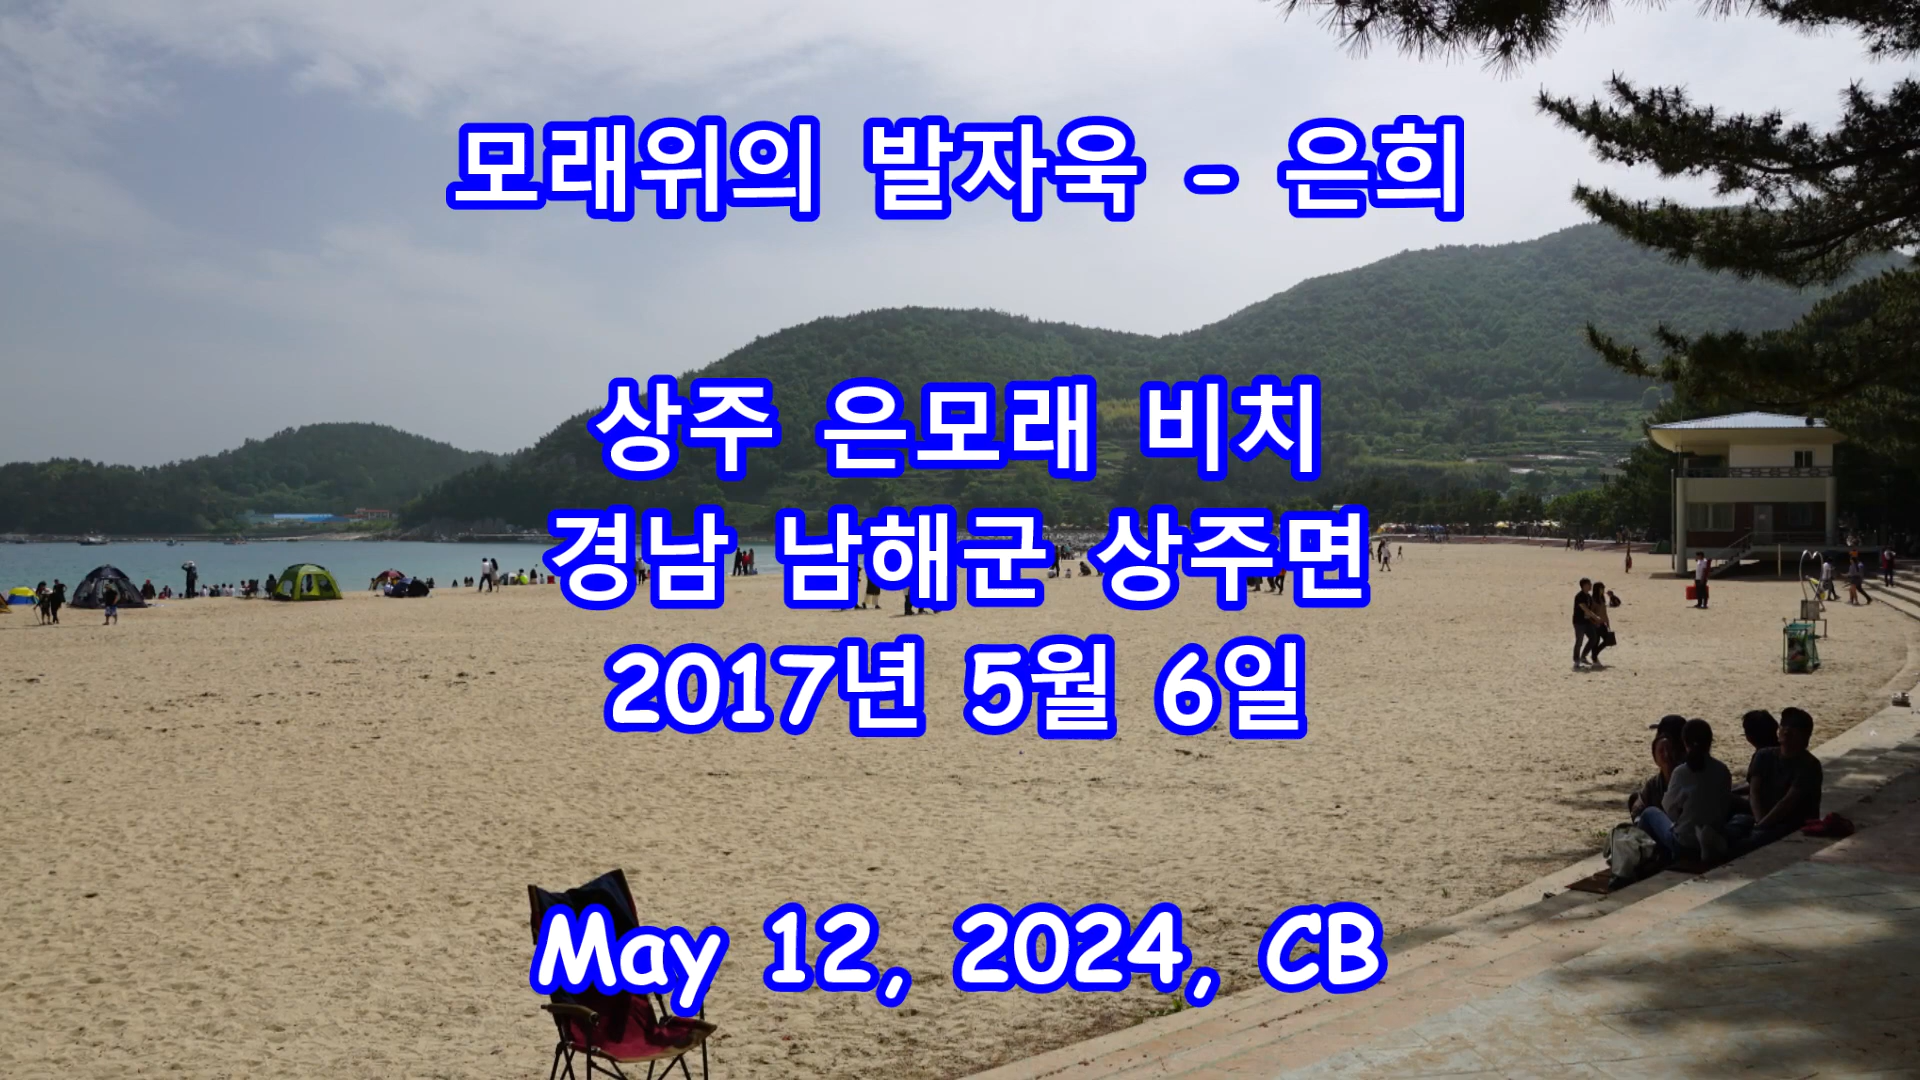 모래위의 발자욱 - 은희
상주 은모래 비치
경남 남해군 상주면
2017년 5월 6일
May 12, 2024, CB